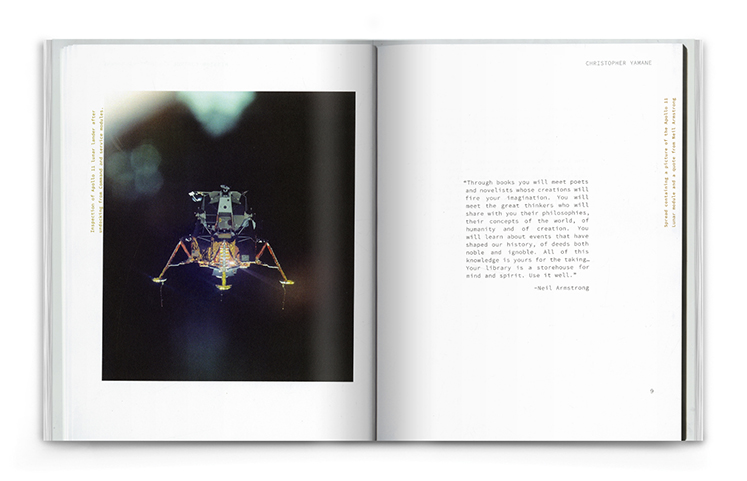 Inspection of Apollo 11 lunar lander after
undocking from Command and service modules.
CHRISTOPHER YAMANE
"Through books you will meet poets
and novelists whose creations will
fire your imagination. You will
meet the great thinkers who will
share with you their philosophies,
their concepts of the world, of
humanity and of creation. You
will learn about events that have
shaped our history, of deeds both
noble and ignoble. All of this
knowledge is yours for the taking…
Your library is a storehouse for
mind and spirit. Use it well."
—Neil Armstrong
Spread containing a picture of the Apollo 11
lunar module and a quote from Neil Armstrong
9